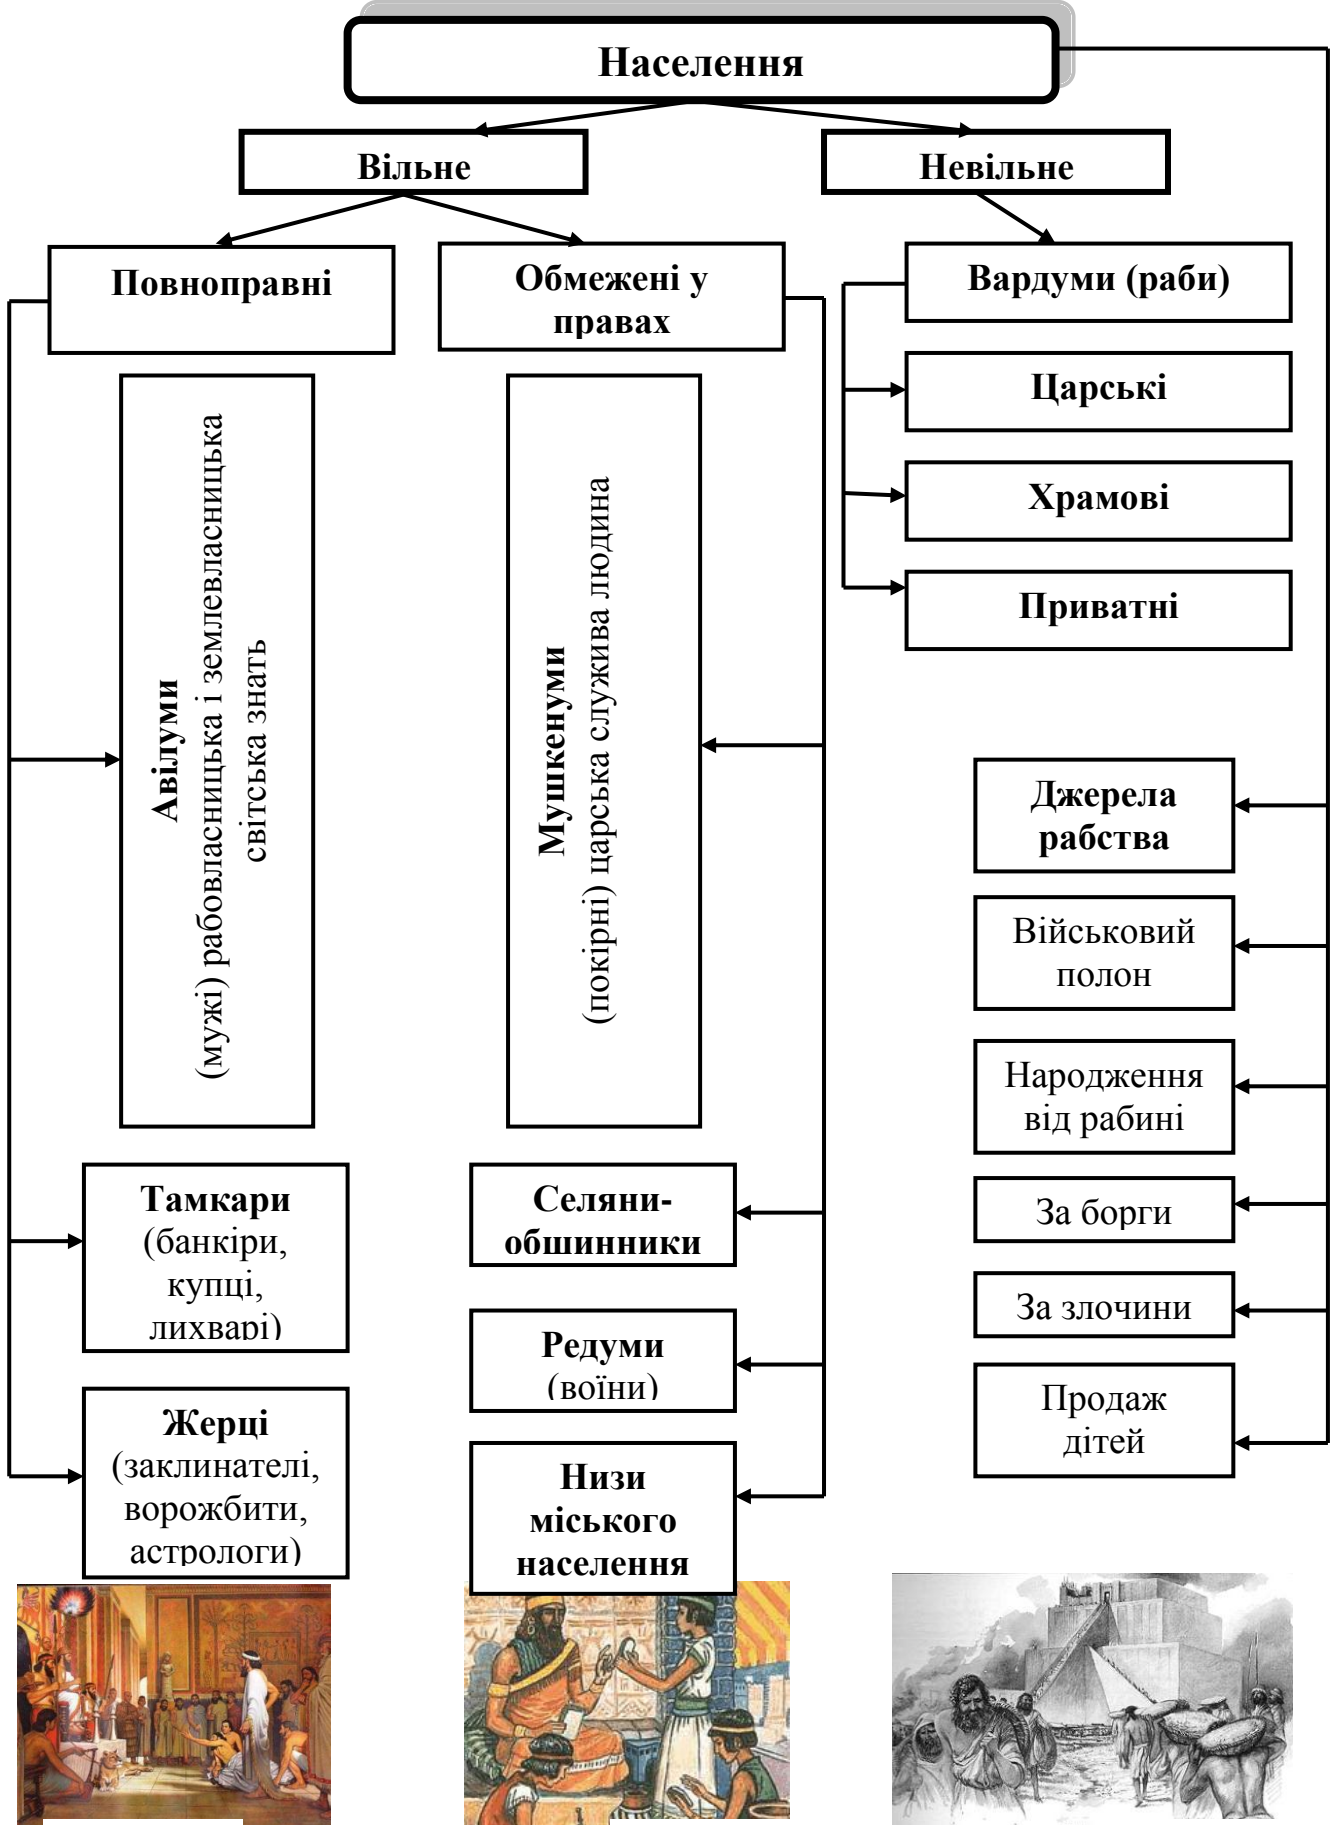 Населення
Вільне
Невільне
Повноправні
Обмежені у
правах
Вардуми (раби)
Царські
Храмові
Приватні
Авілуми
(мужі) рабовласницька і землевласницька
світська знать
Мушкенуми
(покірні) царська служива людина
Джерела
рабства
Військовий
полон
Народження
від рабині
За борги
За злочини
Продаж
дітей
Тамкари
(банкіри,
купці,
лихварі)
Жерці
(заклинателі,
ворожбити,
астрологи)
Селяни-
обшинники
Редуми
(воїни)
Низи
міського
населення